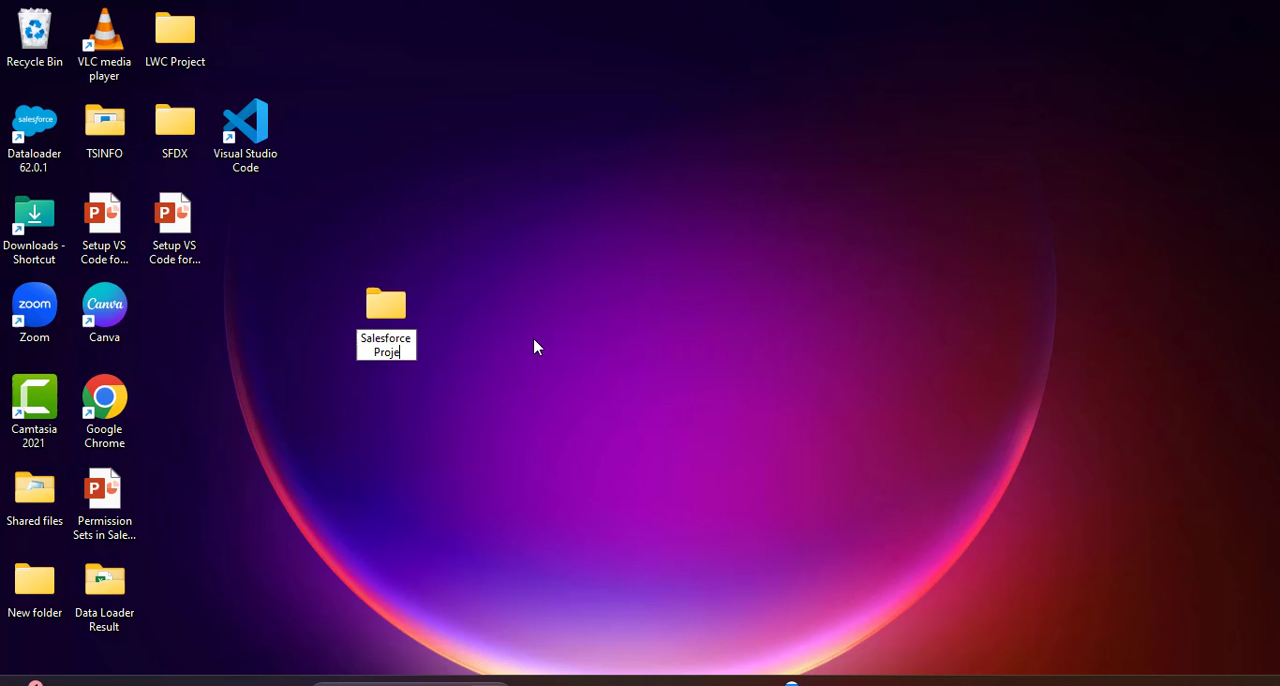 Recycle Bin
VLC media
player
LWC Project
salesforce
Dataloader
62.0.1
TSINFO
SFDX
Visual Studio
Code
Downloads -
Shortcut
Setup VS
Code fo...
Setup VS
Code for...
zoom
Zoom
Canva
Canva
Salesforce
Proje
Camtasia
2021
Google
Chrome
Shared files
Permission
Sets in Sale...
New folder
Data Loader
Result